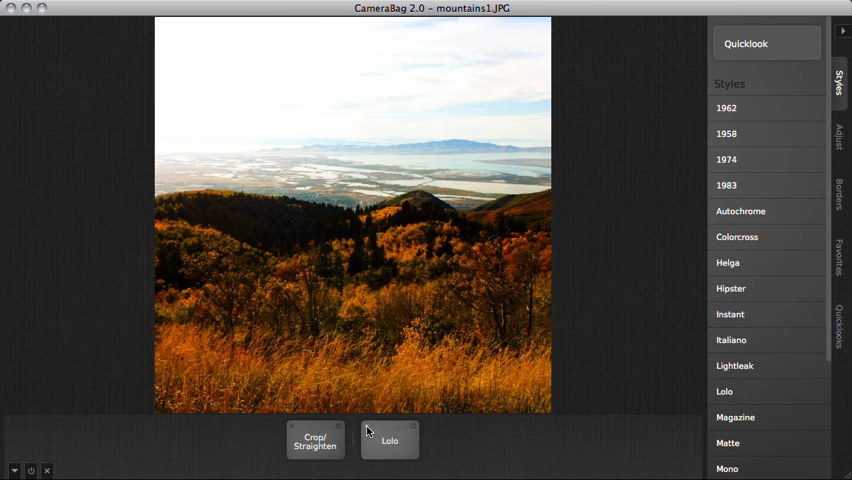 CameraBag 2.0 - mountains1.JPG
Quicklook
Styles
1962
1958
1974
1983
Autochrome
Colorcross
Helga
Hipster
Instant
Italiano
Lightleak
Lolo
Magazine
Matte
Mono
Styles
Adjust
Borders
Favorites
Quicklooks
Crop/
Straighten
Lolo